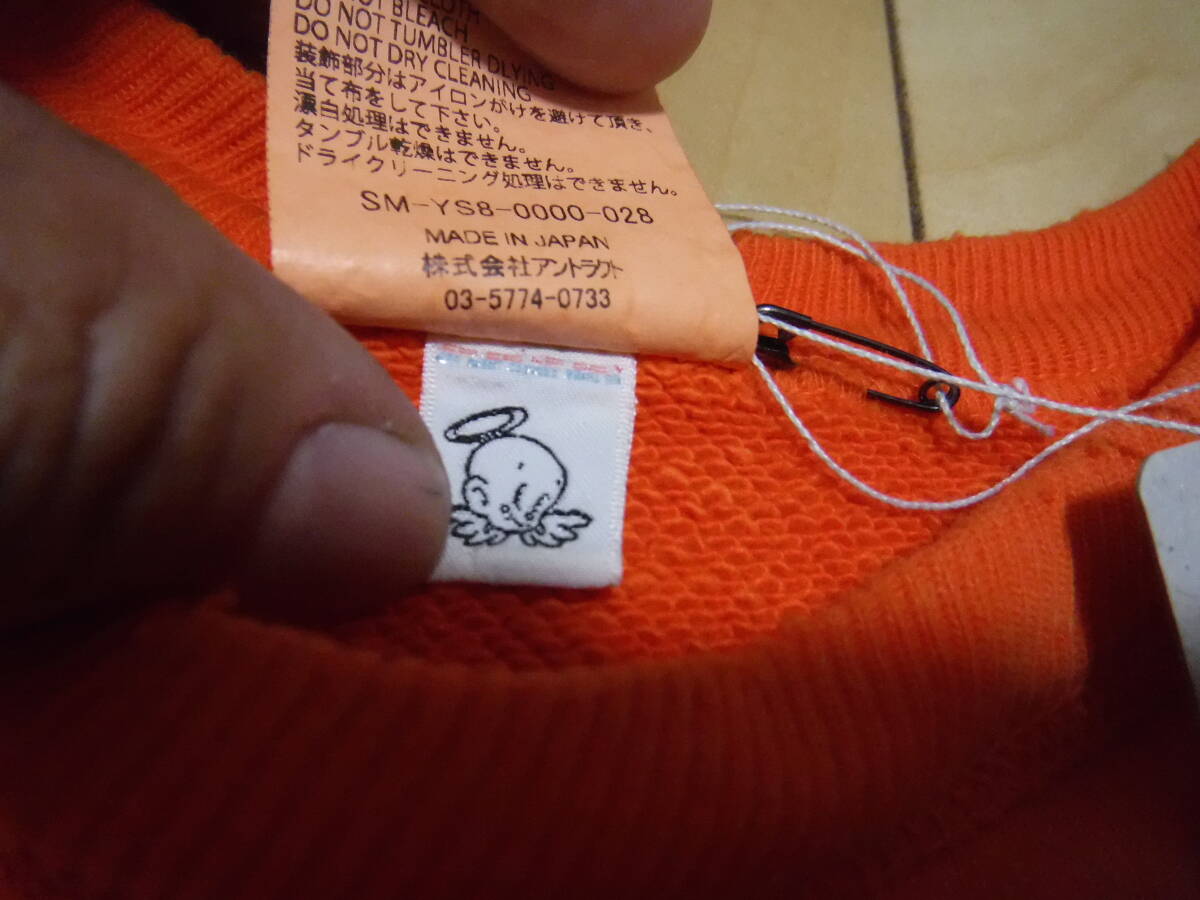 CLOTH
NOT BLEACH
DO NOT TUMBLER DLYING
DO NOT DRY CLEANING
装飾部分はアイロンがけを避けて頂き、
当て布をして下さい。
漂白処理はできません。
タンブル乾燥はできません。
ドライクリーニング処理はできません。
SM-YS8-0000-028
MADE IN JAPAN
株式会社アントラクト
03-5774-0733